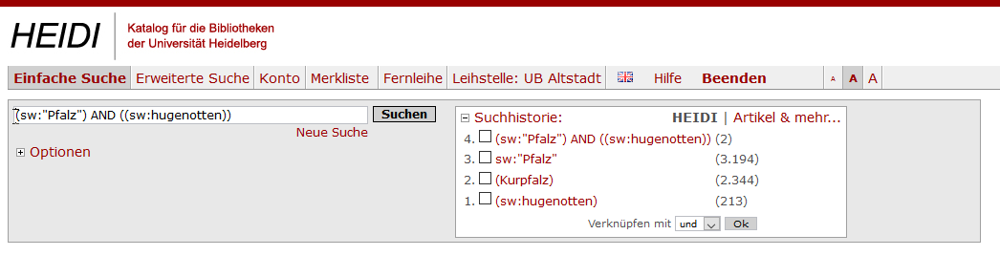 HEIDI
Katalog für die Bibliotheken
der Universität Heidelberg
Einfache Suche Erweiterte Suche Konto Merkliste Fernleihe Leihstelle: UB Altstadt Hilfe Beenden A A A
(sw:"Pfalz") AND ((sw:hugenotten)) Suchen
Neue Suche
Optionen
Suchhistorie: HEIDI | Artikel & mehr...
4. (sw:"Pfalz") AND ((sw:hugenotten)) (2)
3. sw:"Pfalz" (3.194)
2. (Kurpfalz) (2.344)
1. (sw:hugenotten) (213)
Verknüpfen mit und Ok